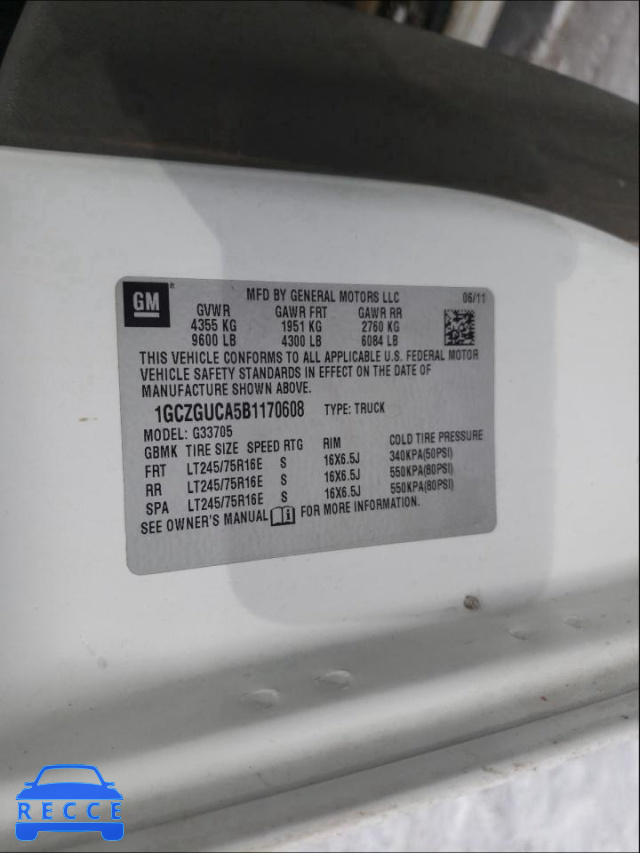 GM
MFD BY GENERAL MOTORS LLC 06/11
GVWR GAWR FRT GAWR RR
4355 KG 1951 KG 2760 KG
9600 LB 4300 LB 6084 LB
THIS VEHICLE CONFORMS TO ALL APPLICABLE U.S. FEDERAL MOTOR
VEHICLE SAFETY STANDARDS IN EFFECT ON THE DATE OF
MANUFACTURE SHOWN ABOVE.
1GCZGUCA5B1170608 TYPE: TRUCK
MODEL: G33705
GBMK TIRE SIZE SPEED RTG RIM COLD TIRE PRESSURE
FRT LT245/75R16E S 16X6.5J 340KPA(50PSI)
RR LT245/75R16E S 16X6.5J 550KPA(80PSI)
SPA LT245/75R16E S 16X6.5J 550KPA(80PSI)
SEE OWNER'S MANUAL FOR MORE INFORMATION.
RECCE